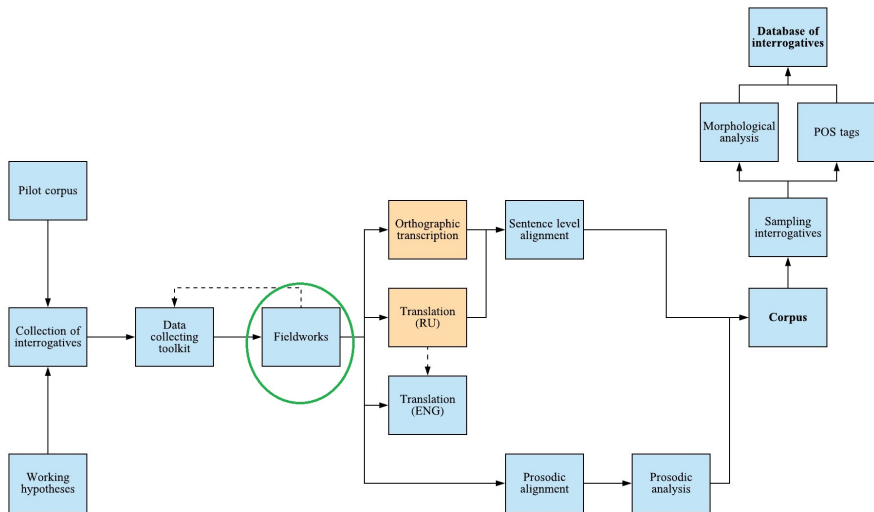 Database of
interrogatives
Morphological
analysis
POS tags
Pilot corpus
Orthographic
transcription
Sentence level
alignment
Sampling
interrogatives
Collection of
interrogatives
Data
collecting
toolkit
Fieldworks
Translation
(RU)
Corpus
Translation
(ENG)
Working
hypotheses
Prosodic
alignment
Prosodic
analysis